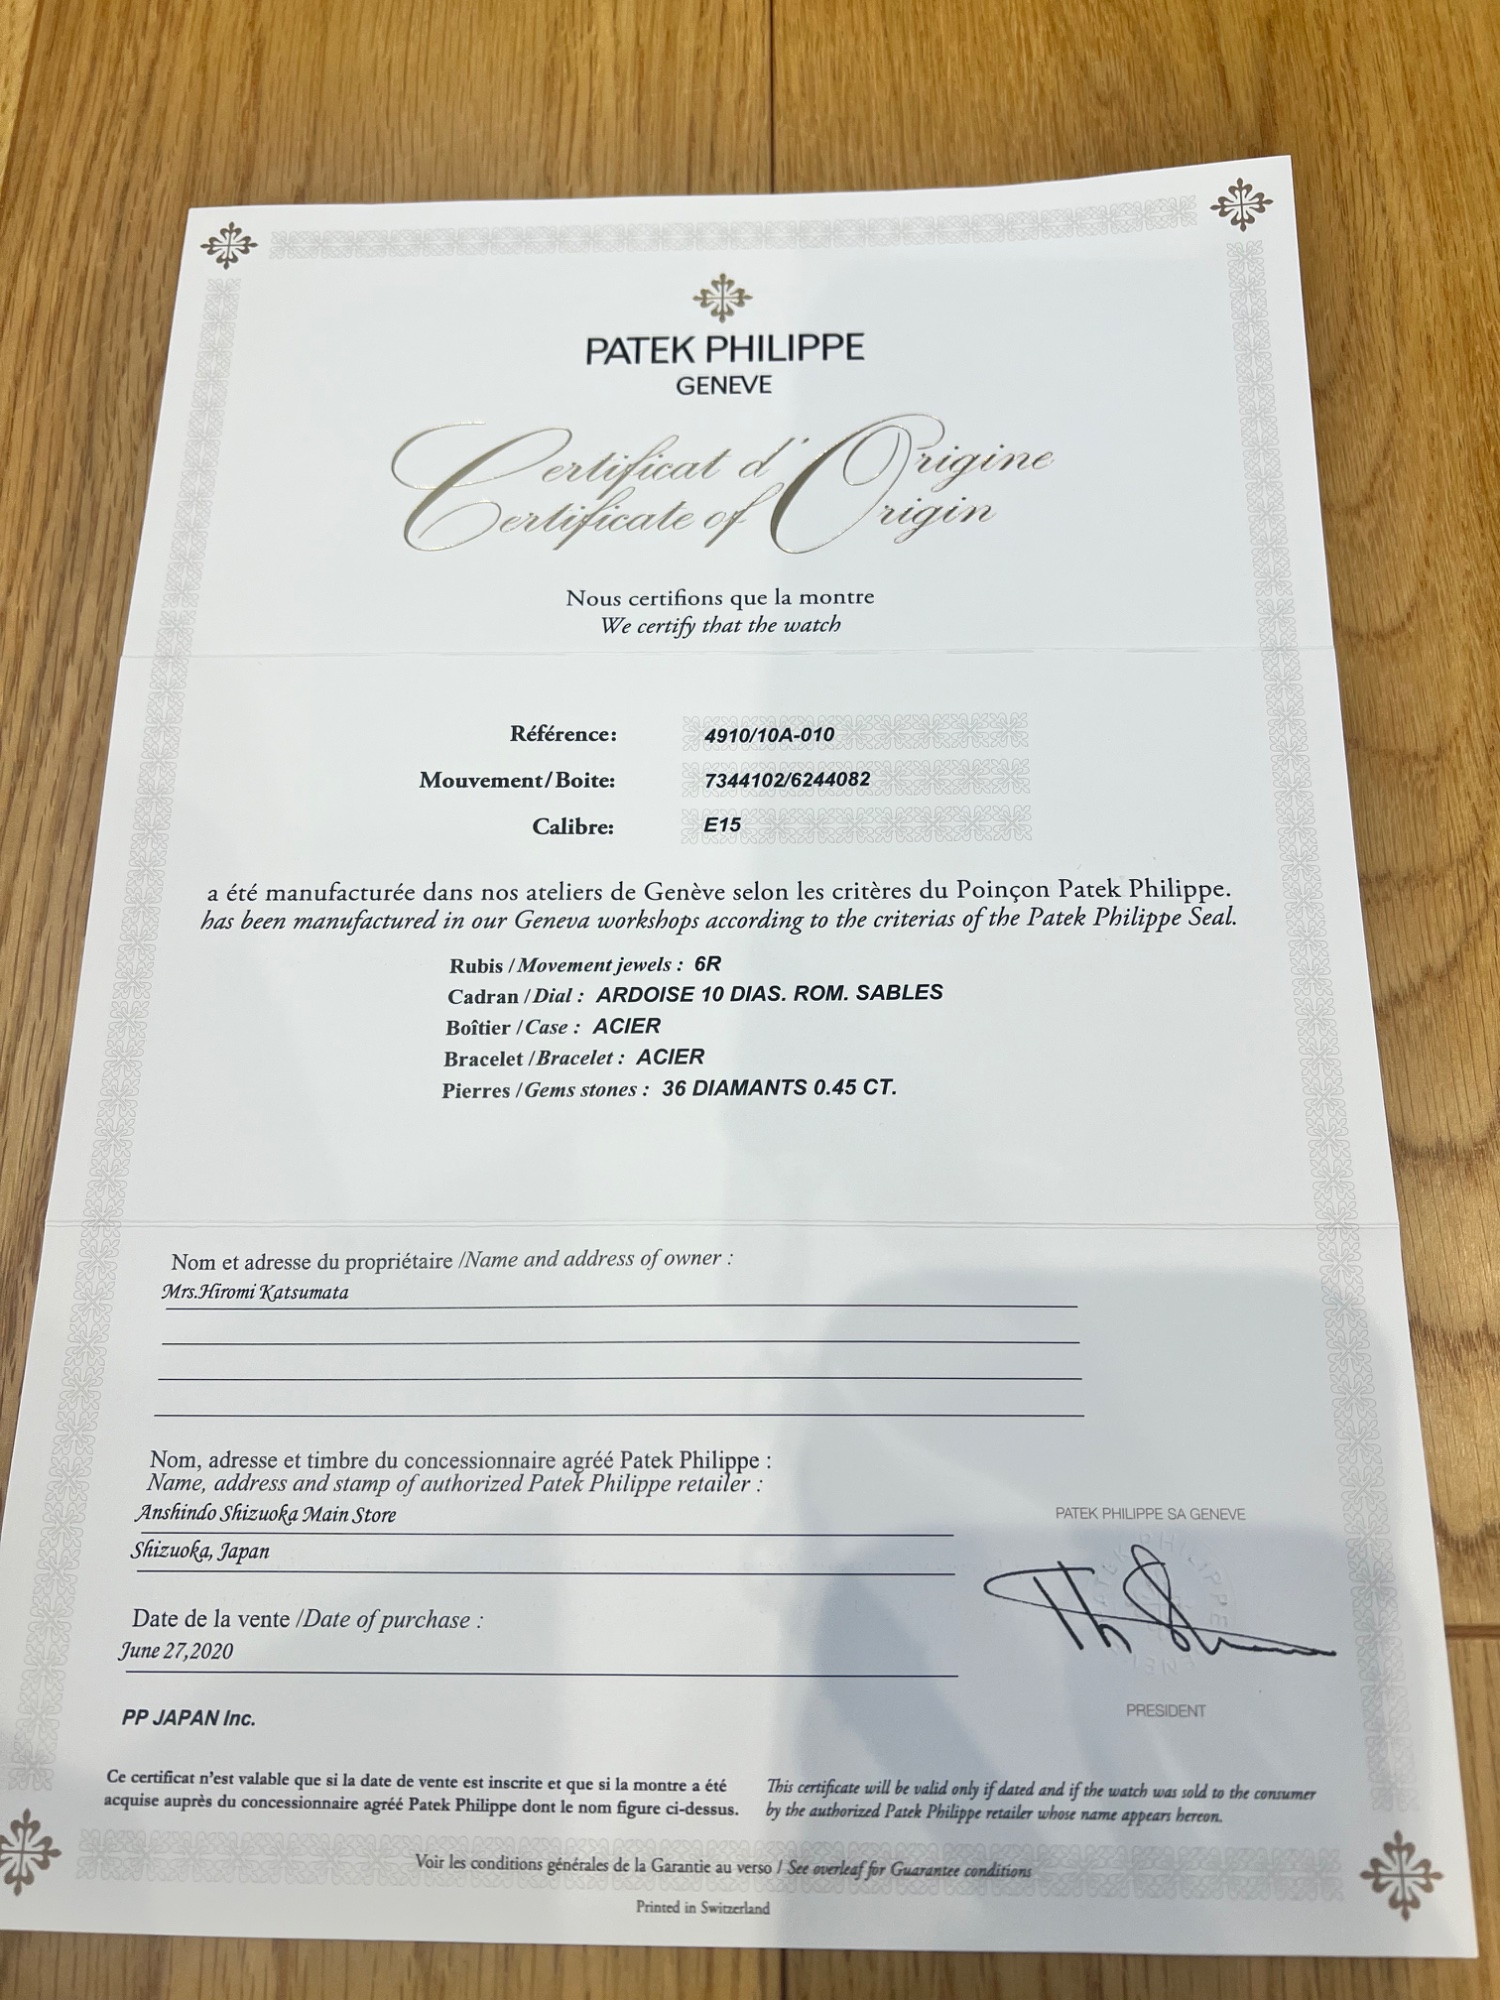 PATEK PHILIPPE
GENEVE
Certificat d'Origine
Certificate of Origin
Nous certifions que la montre
We certify that the watch
Référence: 4910/10A-010
Mouvement/Boite: 7344102/6244082
Calibre: E15
a été manufacturée dans nos ateliers de Genève selon les critères du Poinçon Patek Philippe.
has been manufactured in our Geneva workshops according to the criterias of the Patek Philippe Seal.
Rubis /Movement jewels : 6R
Cadran /Dial : ARDOISE 10 DIAS. ROM. SABLES
Boîtier /Case : ACIER
Bracelet /Bracelet : ACIER
Pierres /Gems stones : 36 DIAMANTS 0.45 CT.
Nom et adresse du propriétaire /Name and address of owner :
Mrs.Hiromi Katsumata
Nom, adresse et timbre du concessionnaire agréé Patek Philippe :
Name, address and stamp of authorized Patek Philippe retailer :
Anshindo Shizuoka Main Store
Shizuoka, Japan
PATEK PHILIPPE SA GENEVE
Date de la vente /Date of purchase :
June 27,2020
PRESIDENT
PP JAPAN Inc.
Ce certificat n'est valable que si la date de vente est inscrite et que si la montre a été
acquise auprès du concessionnaire agréé Patek Philippe dont le nom figure ci-dessus.
This certificate will be valid only if dated and if the watch was sold to the consumer
by the authorized Patek Philippe retailer whose name appears hereon.
Voir les conditions générales de la Garantie au verso / See overleaf for Guarantee conditions
Printed in Switzerland